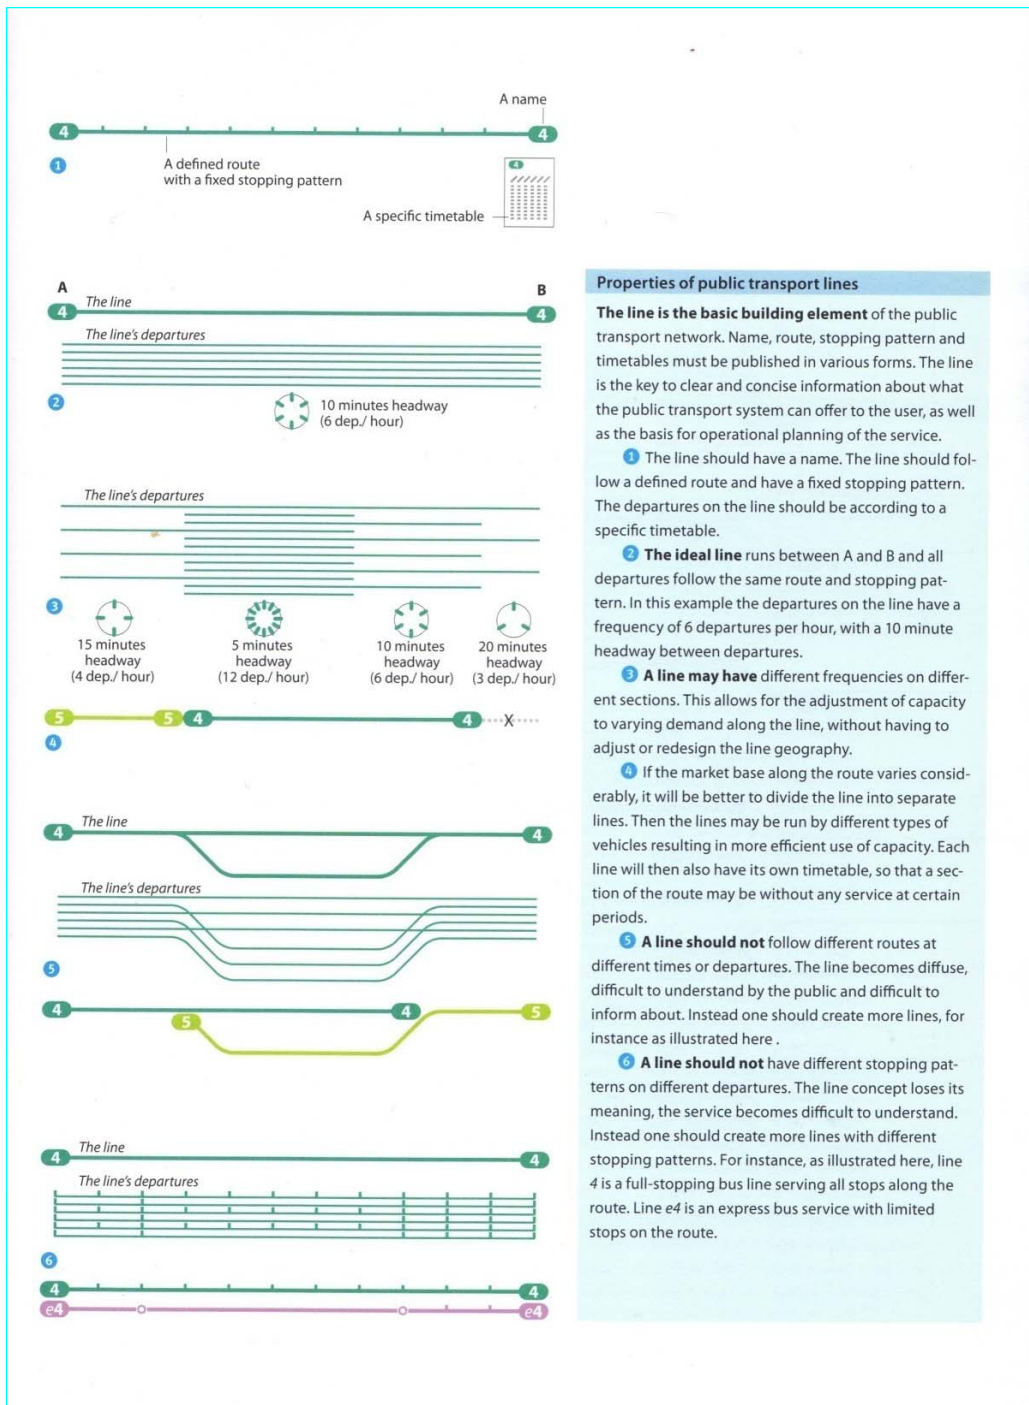 A name
4
4
1
A defined route
with a fixed stopping pattern
4
A specific timetable
A
B
The line
4
4
The line's departures
2
10 minutes headway
(6 dep./ hour)
The line's departures
3
15 minutes
headway
(4 dep./ hour)
5 minutes
headway
(12 dep./ hour)
10 minutes
headway
(6 dep./ hour)
20 minutes
headway
(3 dep./ hour)
5
5
4
4
X
4
The line
4
4
The line's departures
5
4
4
5
5
The line
4
4
The line's departures
6
4
4
e4
e4
Properties of public transport lines
The line is the basic building element of the public
transport network. Name, route, stopping pattern and
timetables must be published in various forms. The line
is the key to clear and concise information about what
the public transport system can offer to the user, as well
as the basis for operational planning of the service.
1 The line should have a name. The line should fol-
low a defined route and have a fixed stopping pattern.
The departures on the line should be according to a
specific timetable.
2 The ideal line runs between A and B and all
departures follow the same route and stopping pat-
tern. In this example the departures on the line have a
frequency of 6 departures per hour, with a 10 minute
headway between departures.
3 A line may have different frequencies on differ-
ent sections. This allows for the adjustment of capacity
to varying demand along the line, without having to
adjust or redesign the line geography.
4 If the market base along the route varies consid-
erably, it will be better to divide the line into separate
lines. Then the lines may be run by different types of
vehicles resulting in more efficient use of capacity. Each
line will then also have its own timetable, so that a sec-
tion of the route may be without any service at certain
periods.
5 A line should not follow different routes at
different times or departures. The line becomes diffuse,
difficult to understand by the public and difficult to
inform about. Instead one should create more lines, for
instance as illustrated here .
6 A line should not have different stopping pat-
terns on different departures. The line concept loses its
meaning, the service becomes difficult to understand.
Instead one should create more lines with different
stopping patterns. For instance, as illustrated here, line
4 is a full-stopping bus line serving all stops along the
route. Line e4 is an express bus service with limited
stops on the route.